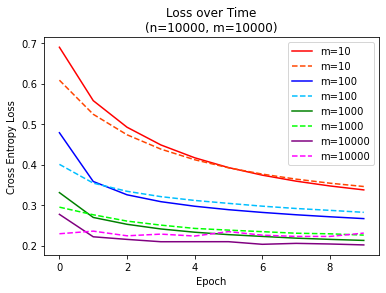 Loss over Time
(n=10000, m=10000)
Cross Entropy Loss
0.7
0.6
0.5
0.4
0.3
0.2
m=10
m=10
m=100
m=100
m=1000
m=1000
m=10000
m=10000
0 2 4 6 8
Epoch